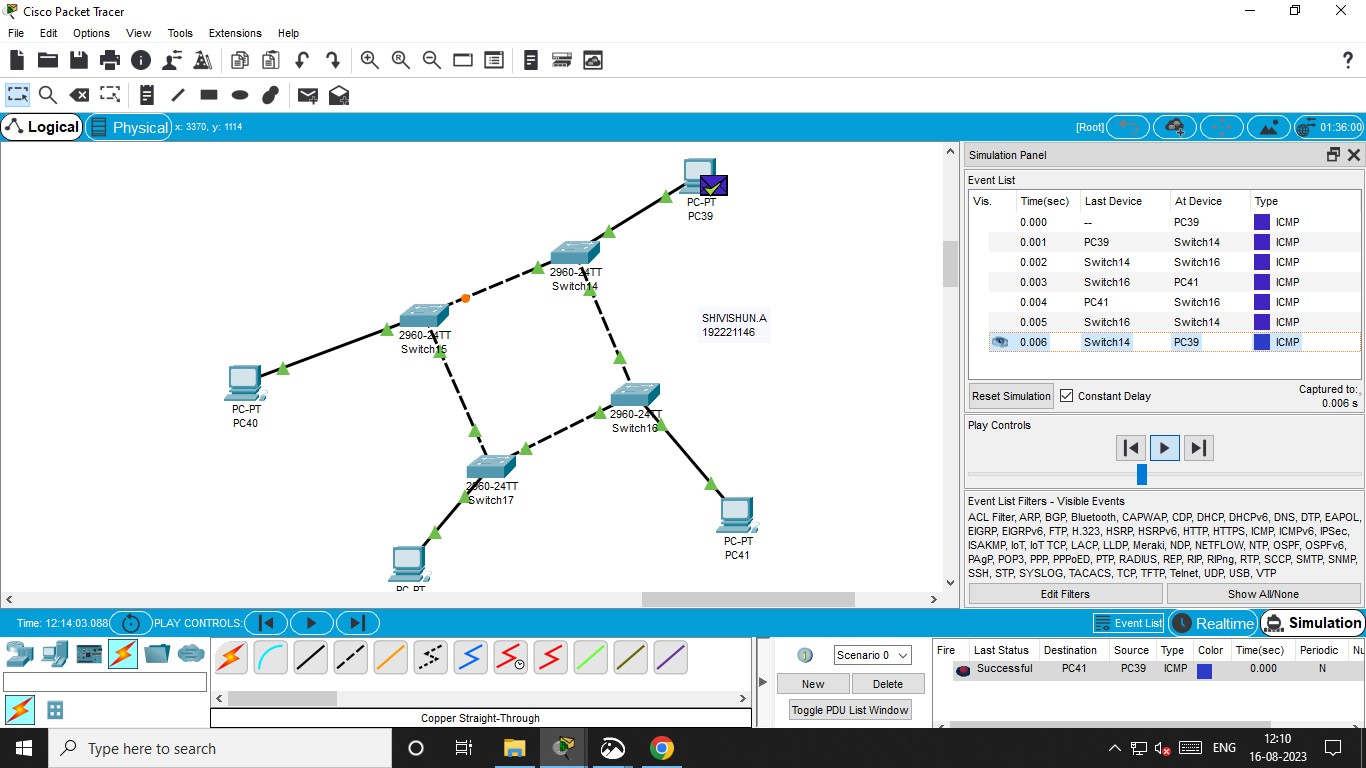 Cisco Packet Tracer
File Edit Options View Tools Extensions Help
Logical Physical x: 3370, y: 1114 [Root] 01:36:00
PC-PT
PC39
2960-24TT
Switch14
SHIVISHUN.A
192221146
2960-24TT
Switch15
PC-PT
PC40
2960-24TT
Switch16
2960-24TT
Switch17
PC-PT
PC41
PC-PT
Simulation Panel
Event List
Vis. Time(sec) Last Device At Device Type
0.000 -- PC39 ICMP
0.001 PC39 Switch14 ICMP
0.002 Switch14 Switch16 ICMP
0.003 Switch16 PC41 ICMP
0.004 PC41 Switch16 ICMP
0.005 Switch16 Switch14 ICMP
0.006 Switch14 PC39 ICMP
Reset Simulation Constant Delay Captured to:
0.006 s
Play Controls
Event List Filters - Visible Events
ACL Filter, ARP, BGP, Bluetooth, CAPWAP, CDP, DHCP, DHCPv6, DNS, DTP, EAPOL,
EIGRP, EIGRPv6, FTP, H.323, HSRP, HSRPv6, HTTP, HTTPS, ICMP, ICMPv6, IPSec,
ISAKMP, IoT, IoT TCP, LACP, LLDP, Meraki, NDP, NETFLOW, NTP, OSPF, OSPFv6,
PAgP, POP3, PPP, PPPoED, PTP, RADIUS, REP, RIP, RIPng, RTP, SCCP, SMTP, SNMP,
SSH, STP, SYSLOG, TACACS, TCP, TFTP, Telnet, UDP, USB, VTP
Edit Filters Show All/None
Time: 12:14:03.088 PLAY CONTROLS: Event List Realtime Simulation
Scenario 0
New Delete
Toggle PDU List Window
Copper Straight-Through
Fire Last Status Destination Source Type Color Time(sec) Periodic Nu
Successful PC41 PC39 ICMP 0.000 N
Type here to search
ENG
12:10
16-08-2023